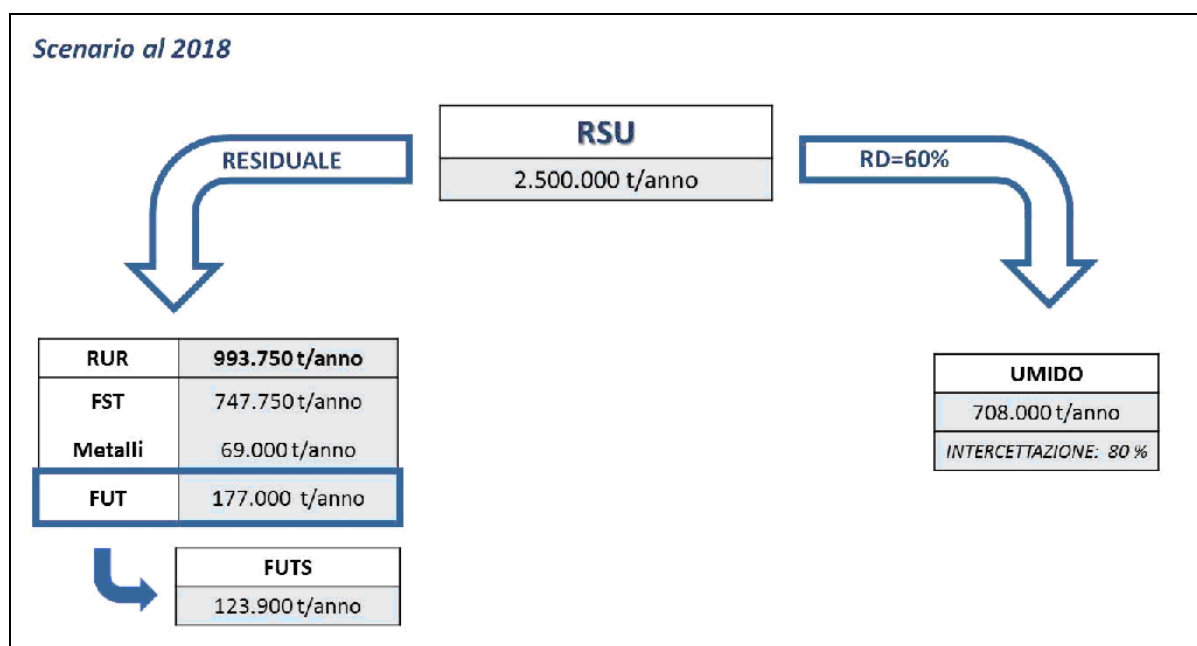 Scenario al 2018
RSU
2.500.000 t/anno
RESIDUALE
RD=60%
RUR 993.750 t/anno
FST 747.750 t/anno
Metalli 69.000 t/anno
FUT 177.000 t/anno
FUTS
123.900 t/anno
UMIDO
708.000 t/anno
INTERCETTAZIONE: 80 %